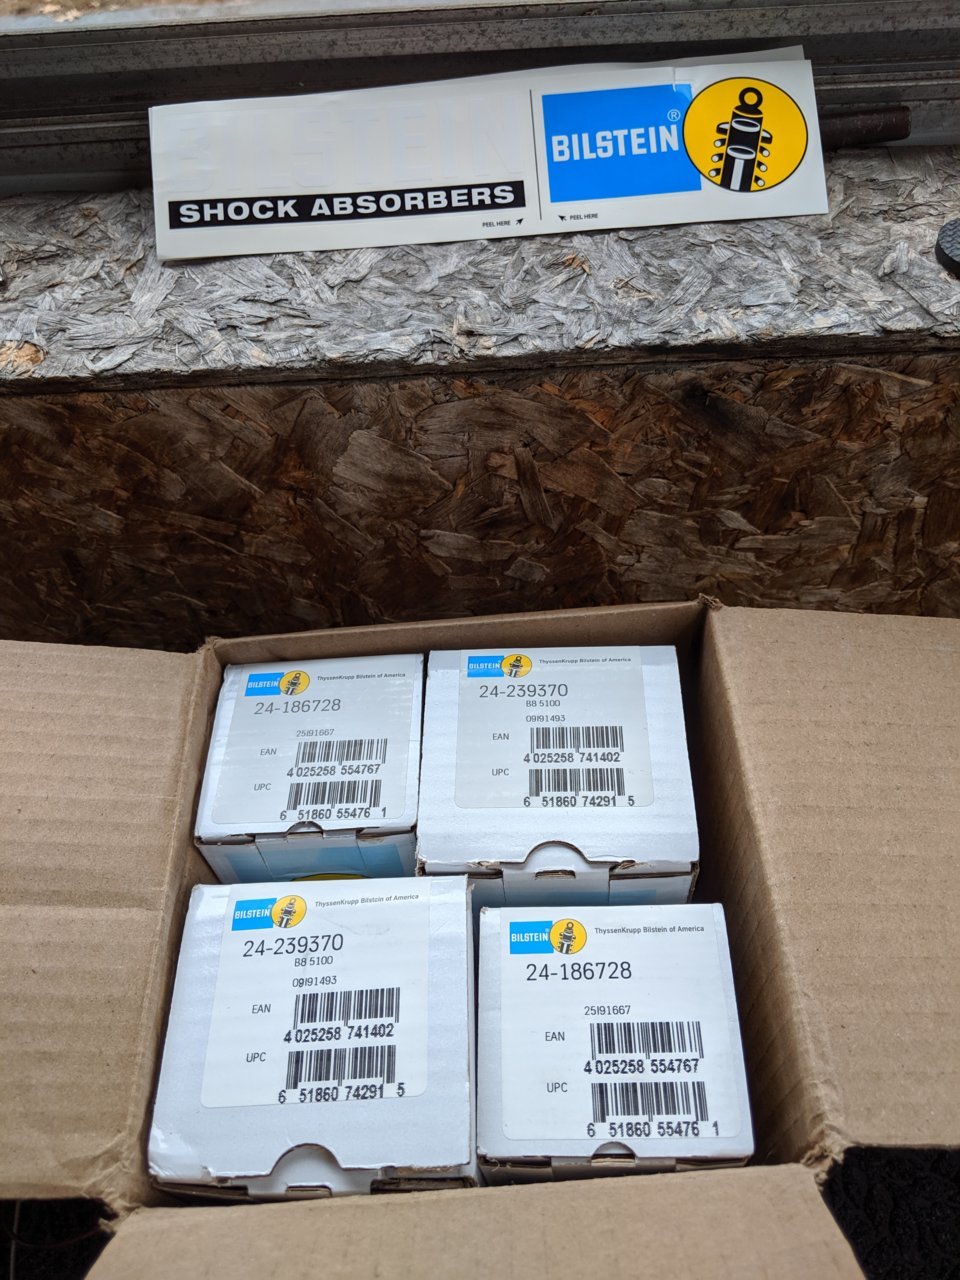 SHOCK ABSORBERS
PEEL HERE
BILSTEIN®
PEEL HERE
BILSTEIN®
ThyssenKrupp Bilstein of America
24-186728
25I91667
EAN
4 025258 554767
UPC
6 51860 55476 1
BILSTEIN®
ThyssenKrupp Bilstein of America
24-239370
B8 5100
09I91493
EAN
4 025258 741402
UPC
6 51860 74291 5
BILSTEIN®
ThyssenKrupp Bilstein of America
24-239370
B8 5100
09I91493
EAN
4 025258 741402
UPC
6 51860 74291 5
BILSTEIN®
ThyssenKrupp Bilstein of America
24-186728
25I91667
EAN
4 025258 554767
UPC
6 51860 55476 1